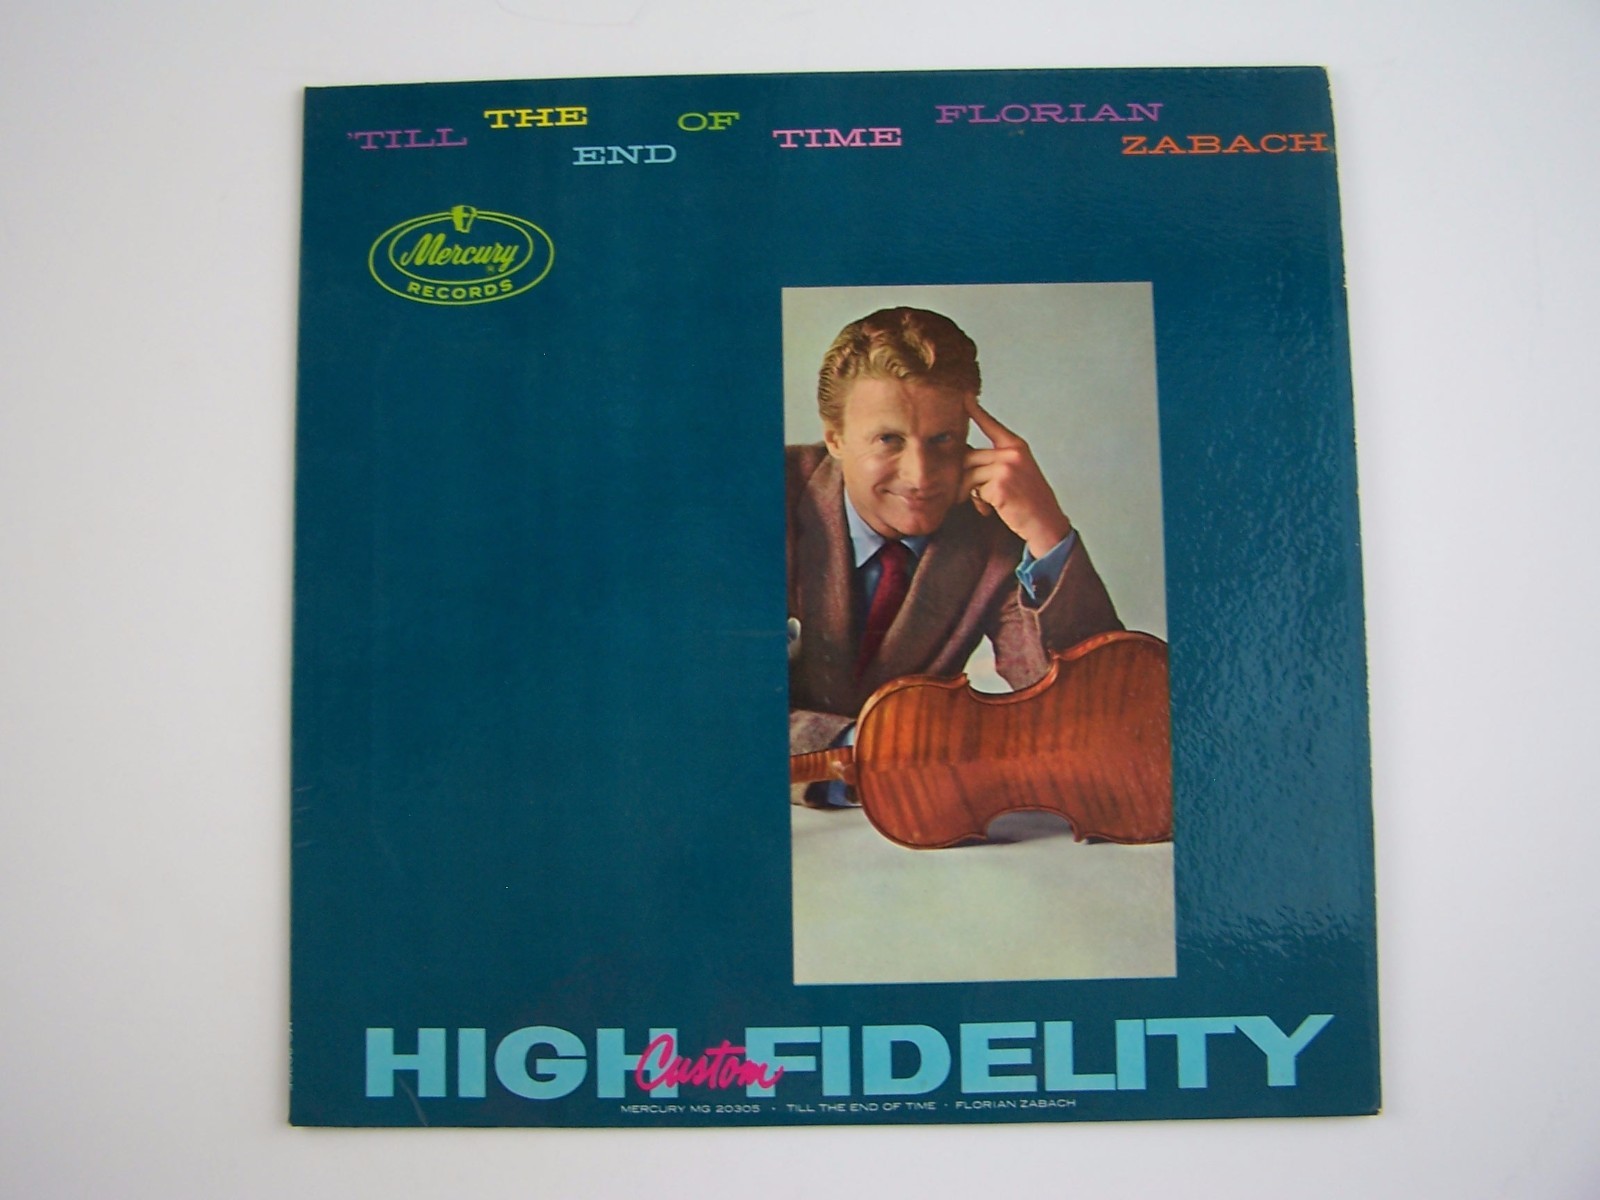 'TILL THE END OF TIME FLORIAN ZABACH
Mercury
RECORDS
HIGH Custom FIDELITY
MERCURY MG 20305 · TILL THE END OF TIME · FLORIAN ZABACH